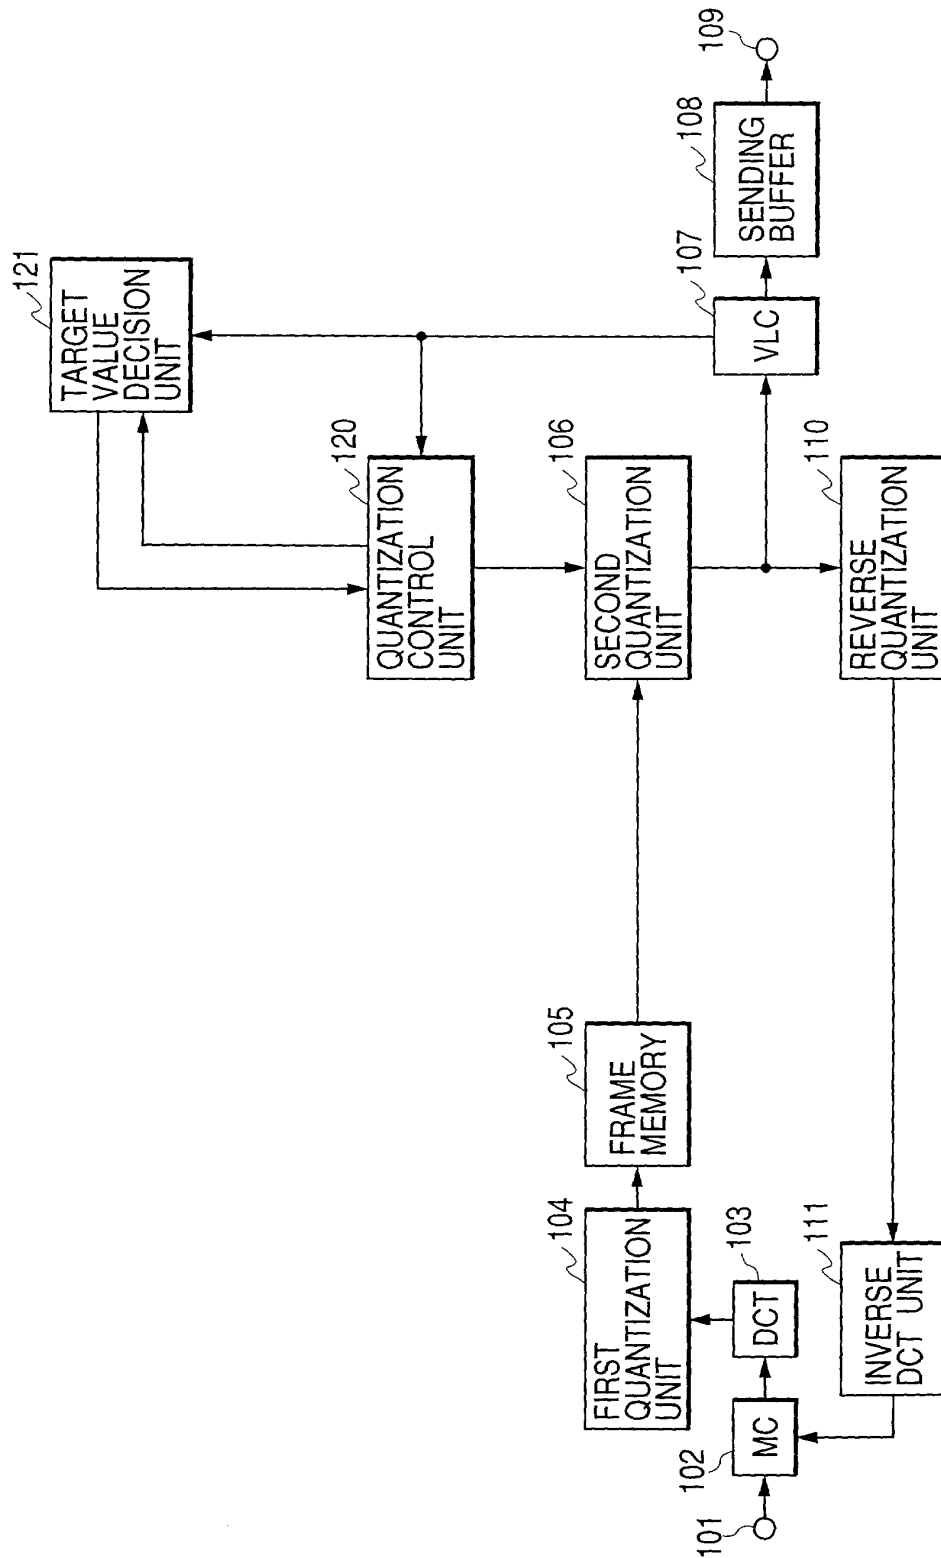 101
102
MC
103
DCT
104
FIRST
QUANTIZATION
UNIT
105
FRAME
MEMORY
106
SECOND
QUANTIZATION
UNIT
107
VLC
108
SENDING
BUFFER
109
110
REVERSE
QUANTIZATION
UNIT
111
INVERSE
DCT UNIT
120
QUANTIZATION
CONTROL
UNIT
121
TARGET
VALUE
DECISION
UNIT